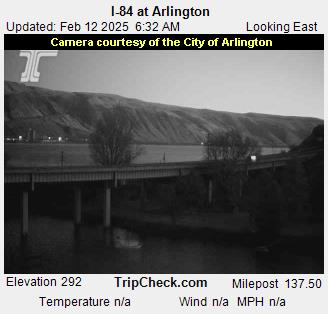 I-84 at Arlington
Updated: Feb 12 2025 6:32 AM Looking East
Camera courtesy of the City of Arlington
Elevation 292 TripCheck.com Milepost 137.50
Temperature n/a Wind n/a MPH n/a